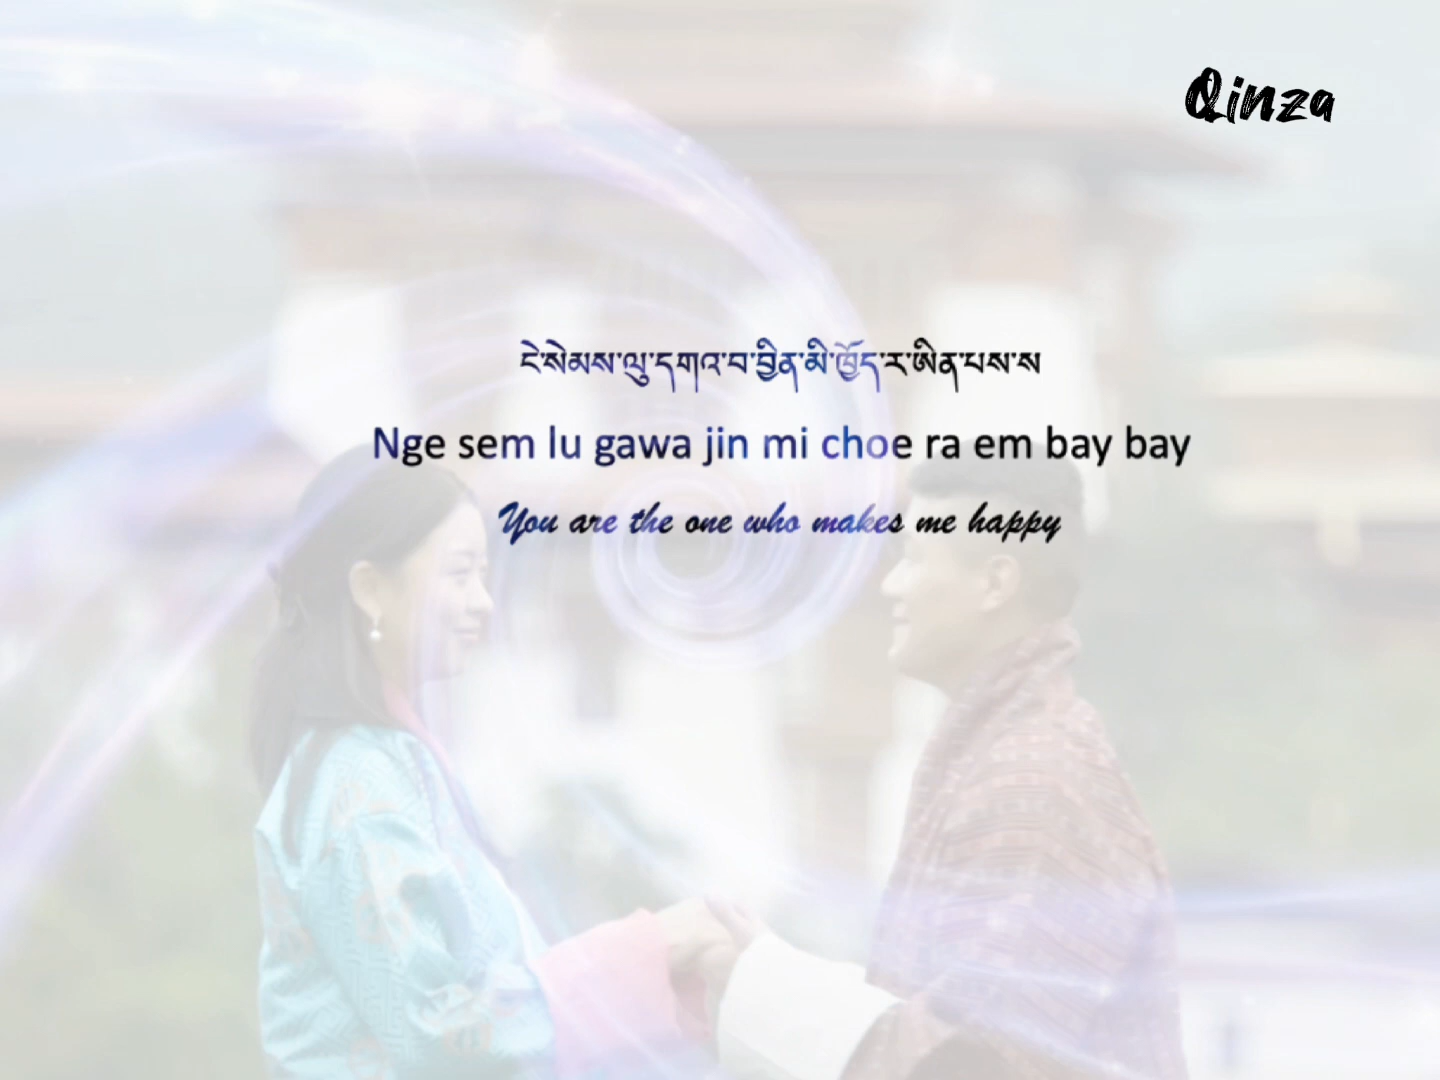 Qinza
ངེ་སེམས་ལུ་དགའ་བ་བྱིན་མི་ཁྱོད་ར་ཨིན་པས་ས
Nge sem lu gawa jin mi choe ra em bay bay
You are the one who makes me happy